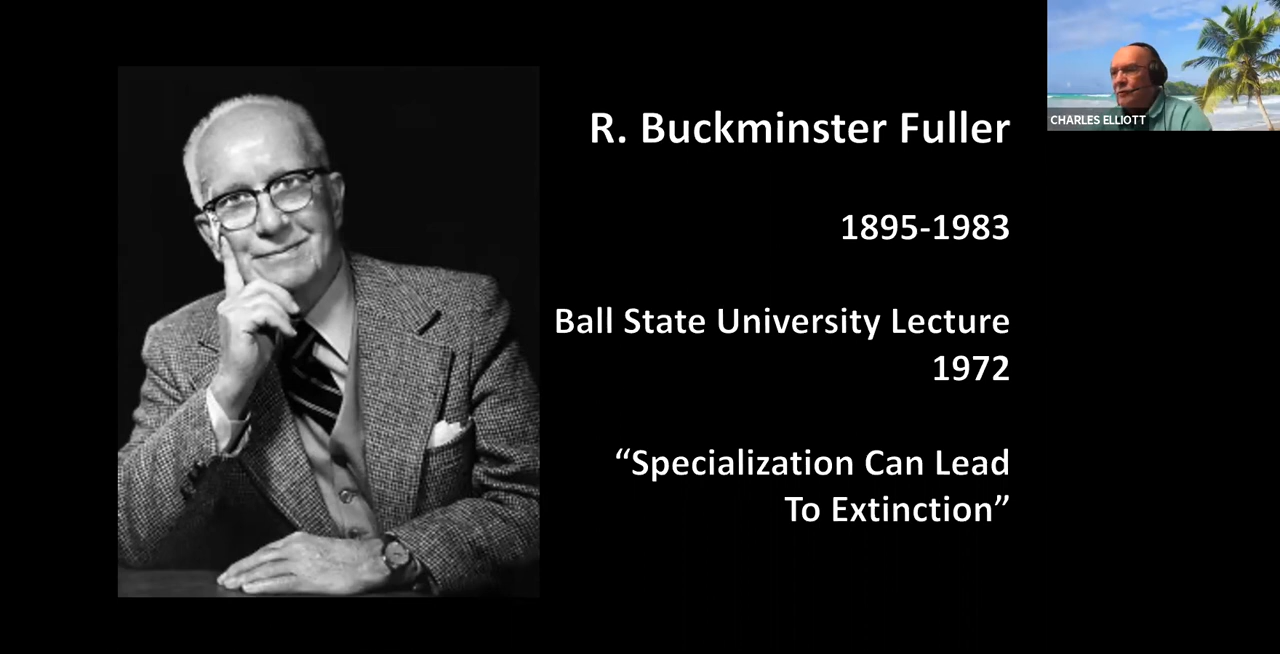 R. Buckminster Fuller
1895-1983
Ball State University Lecture
1972
“Specialization Can Lead
To Extinction”
CHARLES ELLIOTT